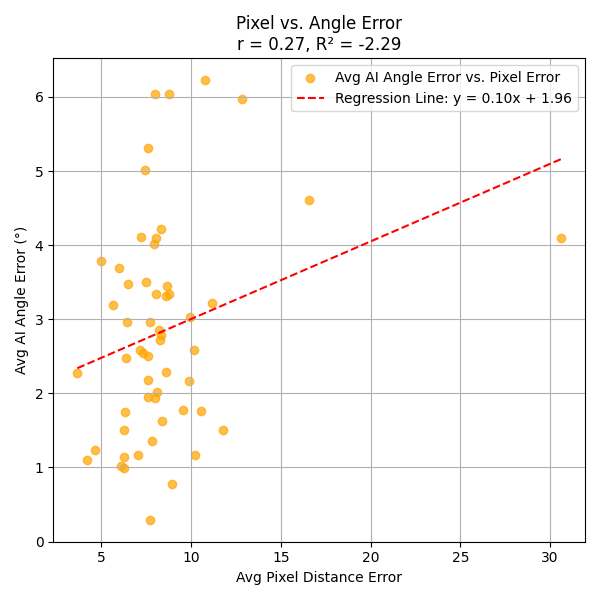 Pixel vs. Angle Error
r = 0.27, R² = -2.29
Avg AI Angle Error vs. Pixel Error
Regression Line: y = 0.10x + 1.96
Avg AI Angle Error (°)
6
5
4
3
2
1
0
5 10 15 20 25 30
Avg Pixel Distance Error